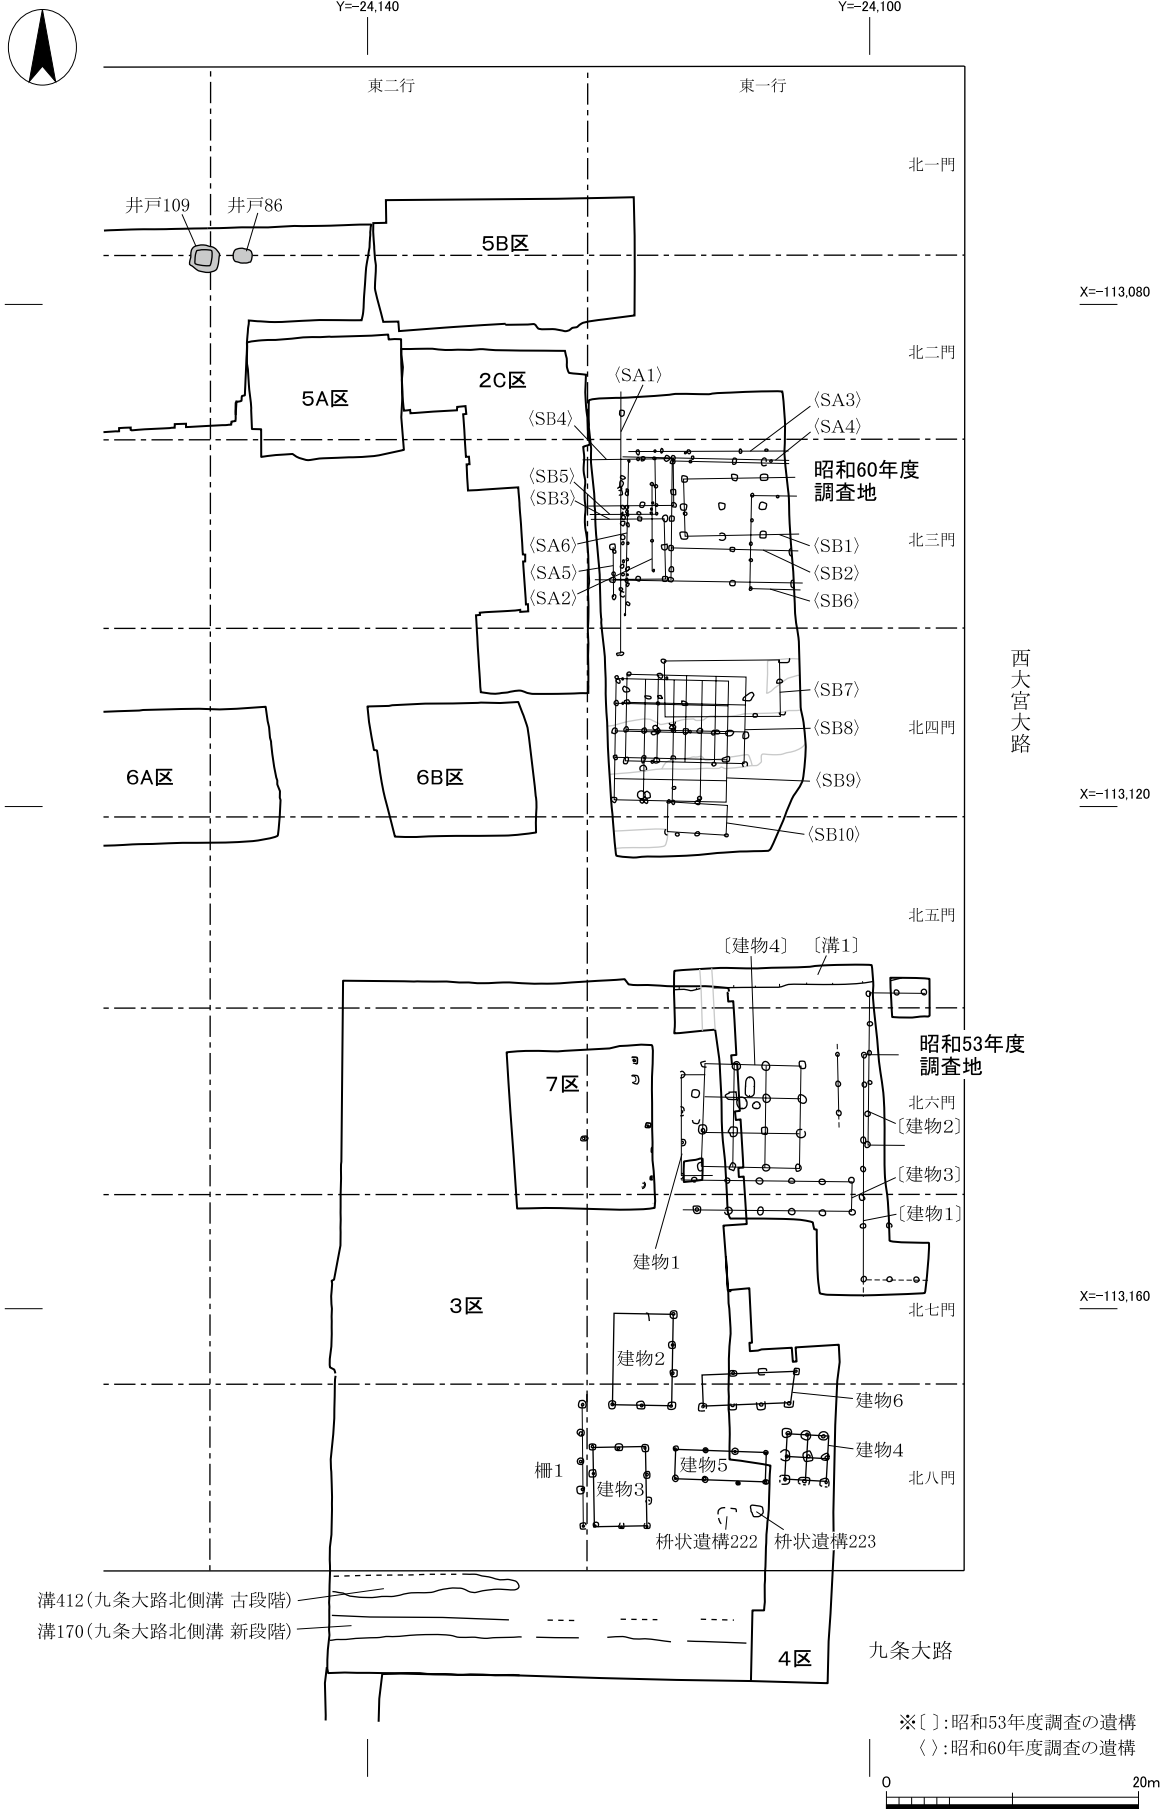 Y=-24,140
Y=-24,100
東二行
東一行
北一門
井戸109
井戸86
5B区
X=-113,080
北二門
5A区
2C区
〈SA1〉
〈SA3〉
〈SB4〉
〈SA4〉
昭和60年度
調査地
〈SB5〉
〈SB3〉
〈SA6〉
〈SB1〉
北三門
〈SA5〉
〈SB2〉
〈SA2〉
〈SB6〉
西大宮大路
〈SB7〉
〈SB8〉
北四門
6A区
6B区
〈SB9〉
X=-113,120
〈SB10〉
北五門
〔建物4〕
〔溝1〕
昭和53年度
調査地
7区
北六門
〔建物2〕
〔建物3〕
〔建物1〕
建物1
3区
X=-113,160
北七門
建物2
建物6
建物4
柵1
建物5
建物3
北八門
枡状遺構222
枡状遺構223
溝412(九条大路北側溝 古段階)
溝170(九条大路北側溝 新段階)
4区
九条大路
※〔 〕:昭和53年度調査の遺構
〈 〉:昭和60年度調査の遺構
0
20m